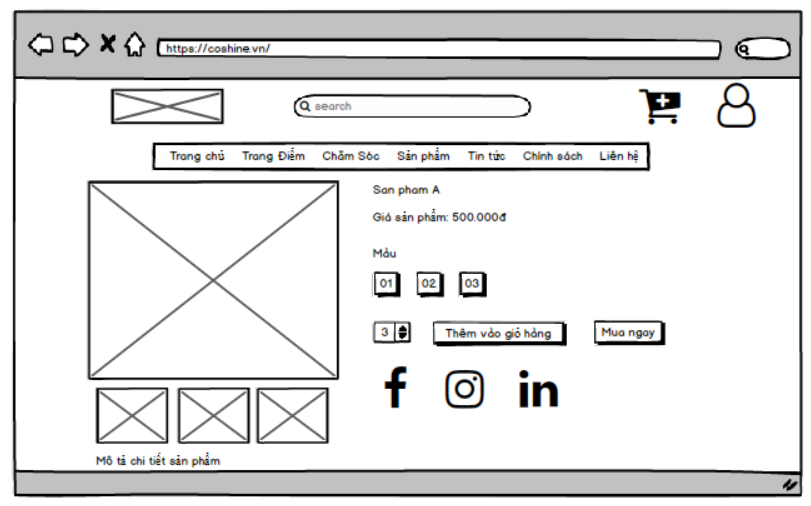 https://coshine.vn/
search
Trang chủ Trang Điểm Chăm Sóc Sản phẩm Tin tức Chính sách Liên hệ
San pham A
Giá sản phẩm: 500.000đ
Màu
01 02 03
3 Thêm vào giỏ hàng Mua ngay
Mô tả chi tiết sản phẩm